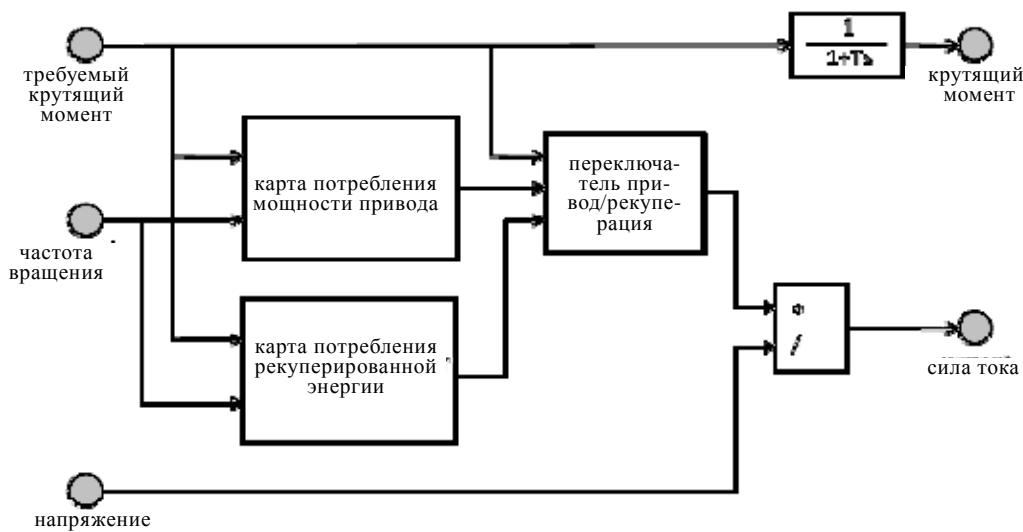 требуемый
крутящий
момент
1
1+Ts
крутящий
момент
карта потребления
мощности привода
переключа-
тель при-
вод/рекупе-
рация
частота
вращения
карта потребления
рекуперированной
энергии
*
/
сила тока
напряжение